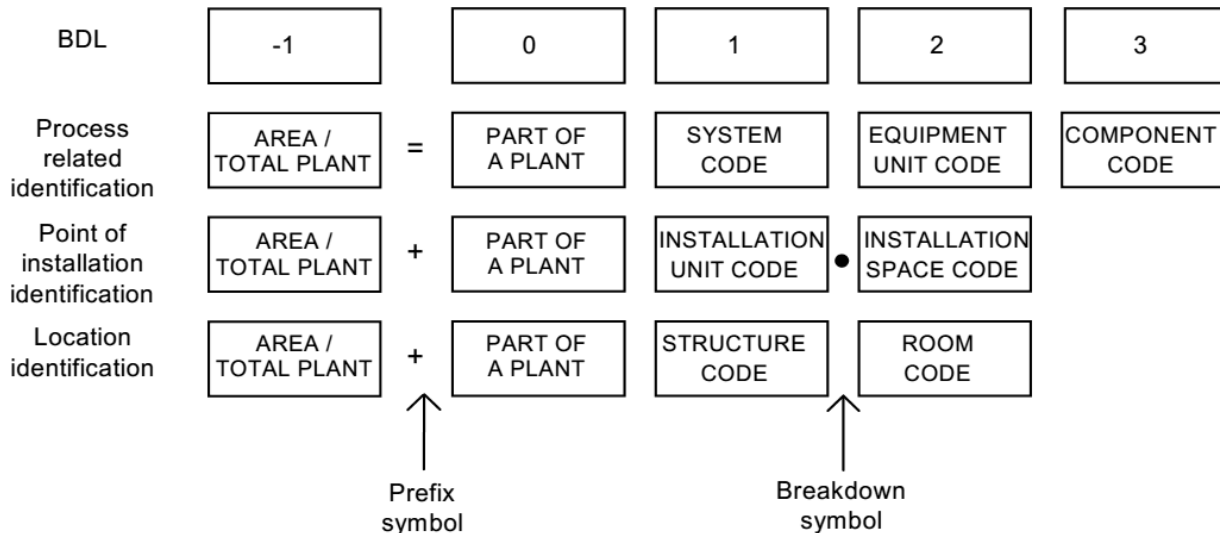 BDL -1 0 1 2 3
Process
related
identification
AREA /
TOTAL PLANT
=
PART OF
A PLANT
SYSTEM
CODE
EQUIPMENT
UNIT CODE
COMPONENT
CODE
Point of
installation
identification
AREA /
TOTAL PLANT
+
PART OF
A PLANT
INSTALLATION
UNIT CODE
●
INSTALLATION
SPACE CODE
Location
identification
AREA /
TOTAL PLANT
+
PART OF
A PLANT
STRUCTURE
CODE
ROOM
CODE
Prefix
symbol
Breakdown
symbol